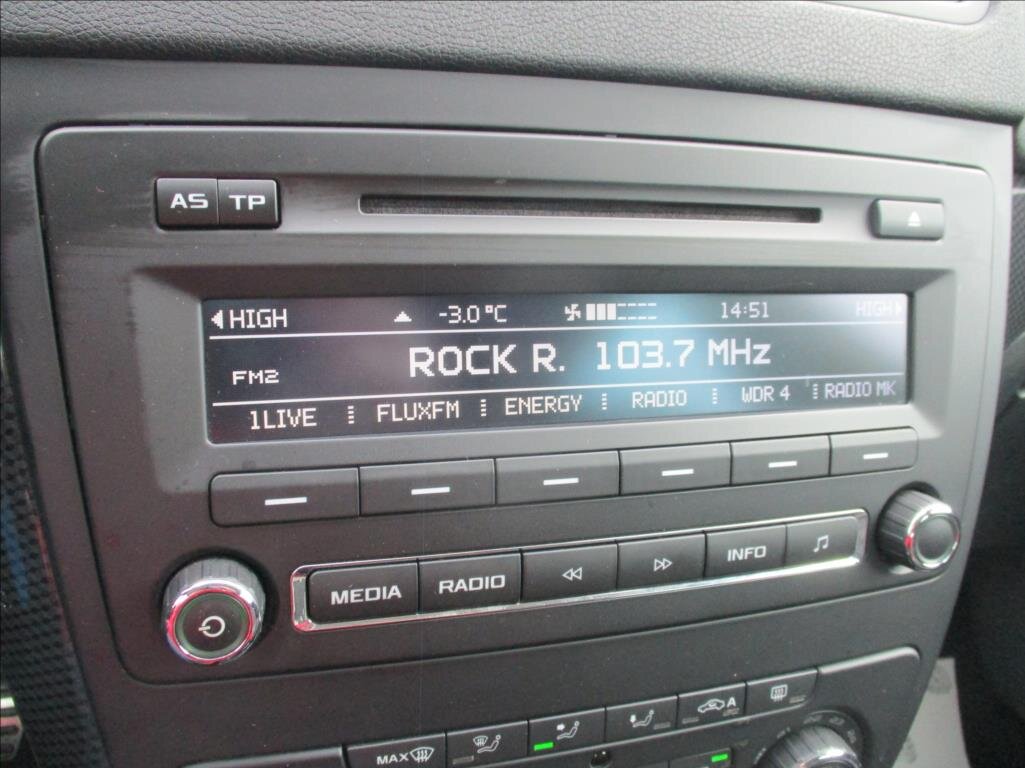 AS TP
HIGH -3.0 °C 14:51 HIGH
FM2 ROCK R. 103.7 MHz
1LIVE FLUXFM ENERGY RADIO WDR 4 RADIO MK
MEDIA RADIO INFO
MAX A